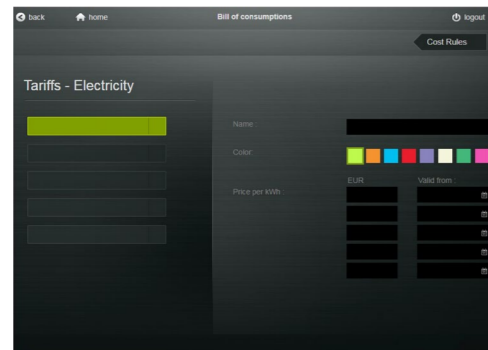 back home Bill of consumptions logout
Cost Rules
Tariffs - Electricity
Name :
Color:
EUR Valid from :
Price per kWh